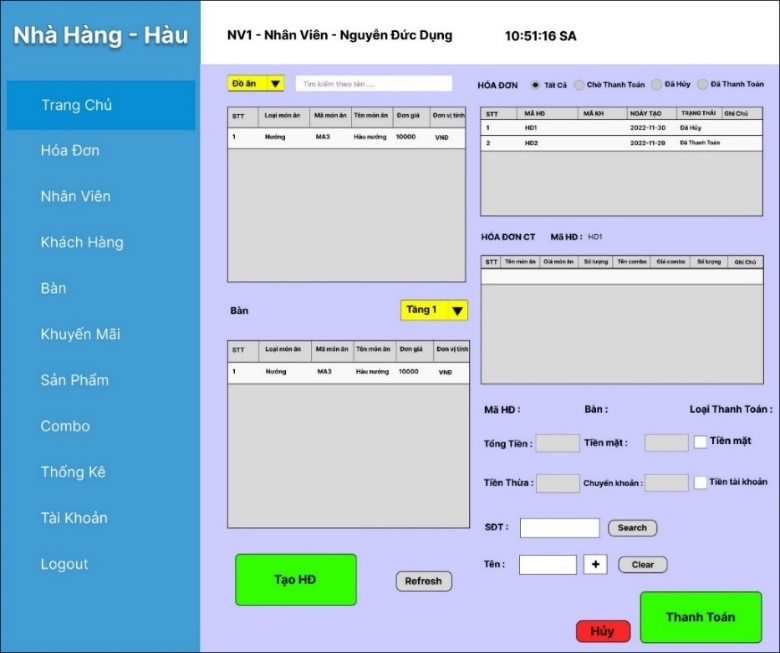 Nhà Hàng - Hàu
NV1 - Nhân Viên - Nguyễn Đức Dụng 10:51:16 SA
Trang Chủ
Hóa Đơn
Nhân Viên
Khách Hàng
Bàn
Khuyến Mãi
Sản Phẩm
Combo
Thống Kê
Tài Khoản
Logout
Đồ ăn Tìm kiếm theo tên ....
STT Loại món ăn Mã món ăn Tên món ăn Đơn giá Đơn vị tính
1 Nướng MA3 Hàu nướng 10000 VNĐ
Bàn Tầng 1
STT Loại món ăn Mã món ăn Tên món ăn Đơn giá Đơn vị tính
1 Nướng MA3 Hàu nướng 10000 VNĐ
Tạo HĐ Refresh
HÓA ĐƠN Tất Cả Chờ Thanh Toán Đã Hủy Đã Thanh Toán
STT MÃ HD MÃ KH NGÀY TẠO TRẠNG THÁI Ghi Chú
1 HD1 2022-11-30 Đã Hủy
2 HD2 2022-11-29 Đã Thanh Toán
HÓA ĐƠN CT Mã HĐ : HD1
STT Tên món ăn Giá món ăn Số lượng Tên combo Giá combo Số lượng Ghi Chú
Mã HĐ : Bàn : Loại Thanh Toán :
Tổng Tiền : Tiền mặt : Tiền mặt
Tiền Thừa : Chuyển khoản : Tiền tài khoản
SĐT : Search
Tên : + Clear
Hủy Thanh Toán